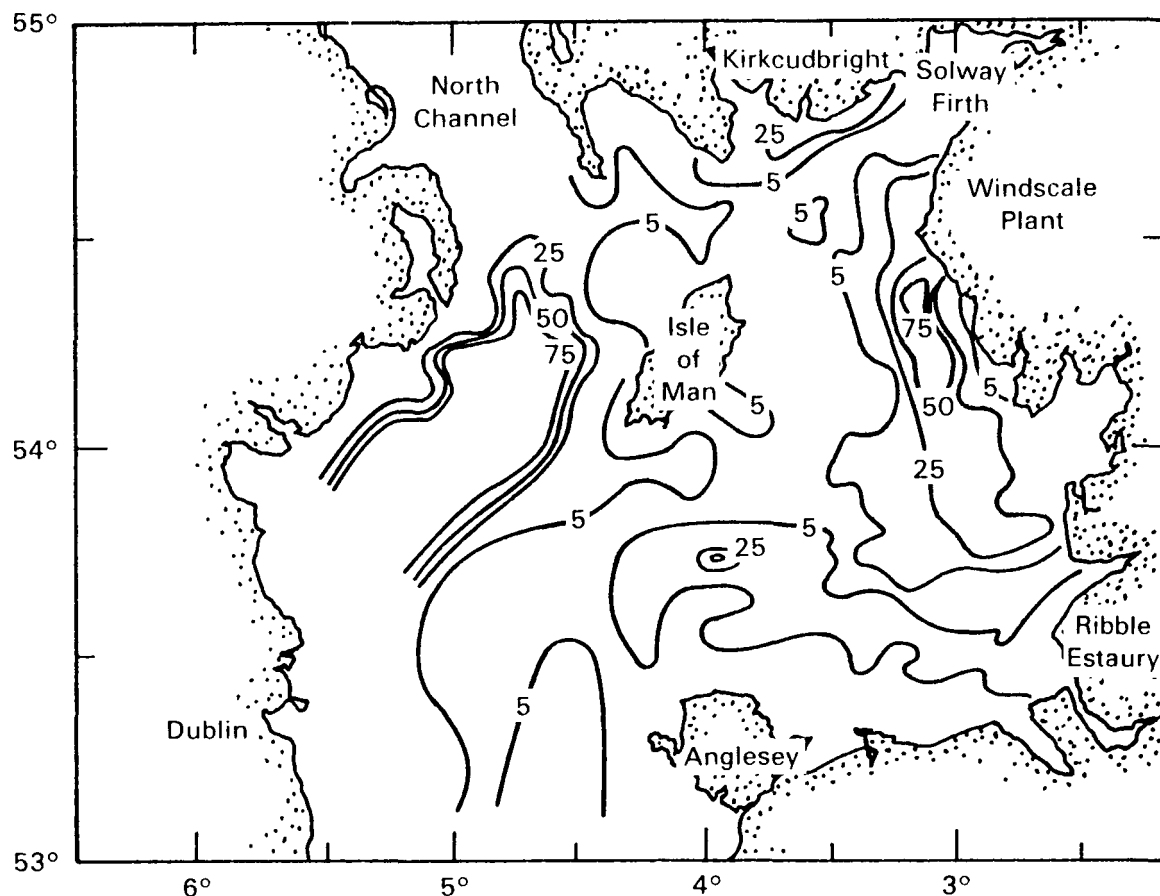 55°
Kirkcudbright
Solway
Firth
North
Channel
25
5
Windscale
Plant
5
5
25
5
50
75
75
Isle
of
Man
5
5
50
54°
25
5
5
25
Ribble
Estaury
5
Dublin
Anglesey
53°
6°
5°
4°
3°